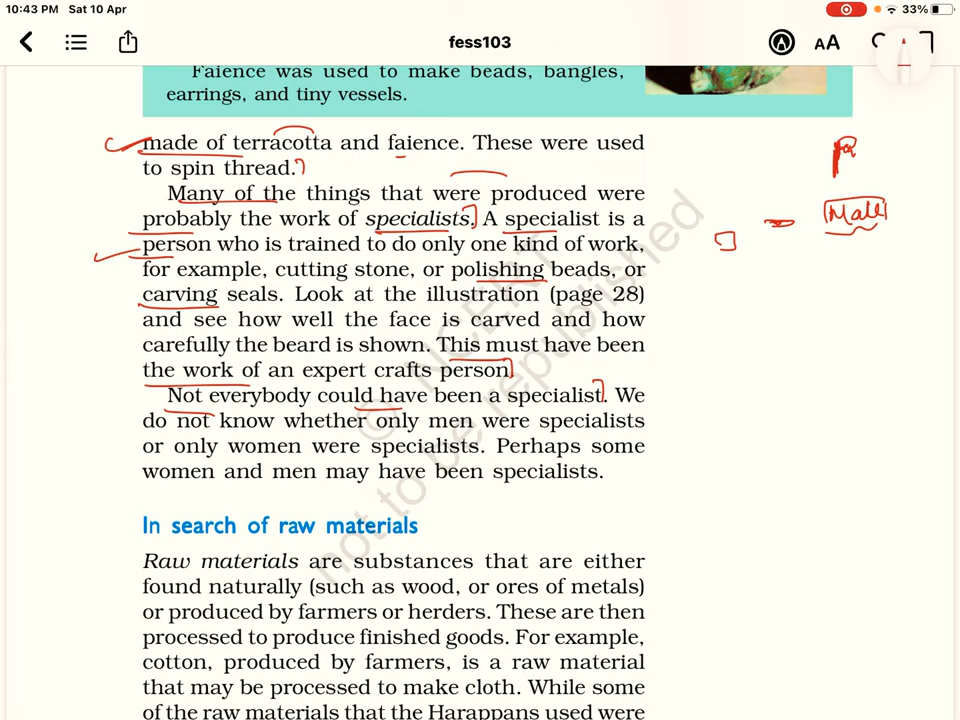 10:43 PM Sat 10 Apr
33%
fess103
AA
Faience was used to make beads, bangles,
earrings, and tiny vessels.
made of terracotta and faience. These were used
to spin thread.
Many of the things that were produced were
probably the work of specialists. A specialist is a
person who is trained to do only one kind of work,
for example, cutting stone, or polishing beads, or
carving seals. Look at the illustration (page 28)
and see how well the face is carved and how
carefully the beard is shown. This must have been
the work of an expert crafts person.
Not everybody could have been a specialist. We
do not know whether only men were specialists
or only women were specialists. Perhaps some
women and men may have been specialists.
In search of raw materials
Raw materials are substances that are either
found naturally (such as wood, or ores of metals)
or produced by farmers or herders. These are then
processed to produce finished goods. For example,
cotton, produced by farmers, is a raw material
that may be processed to make cloth. While some
of the raw materials that the Harappans used were
© NCERT
not to be republished